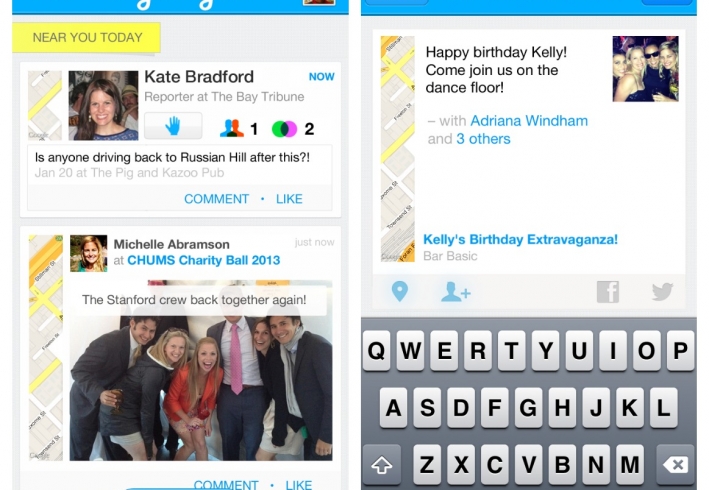 NEAR YOU TODAY
Kate Bradford
NOW
Reporter at The Bay Tribune
1
2
Is anyone driving back to Russian Hill after this?!
Jan 20 at The Pig and Kazoo Pub
COMMENT • LIKE
Michelle Abramson
just now
at CHUMS Charity Ball 2013
The Stanford crew back together again!
COMMENT • LIKE
Happy birthday Kelly!
Come join us on the
dance floor!
– with Adriana Windham
and 3 others
Kelly's Birthday Extravaganza!
Bar Basic
Q W E R T Y U I O P
A S D F G H J K L
Z X C V B N M